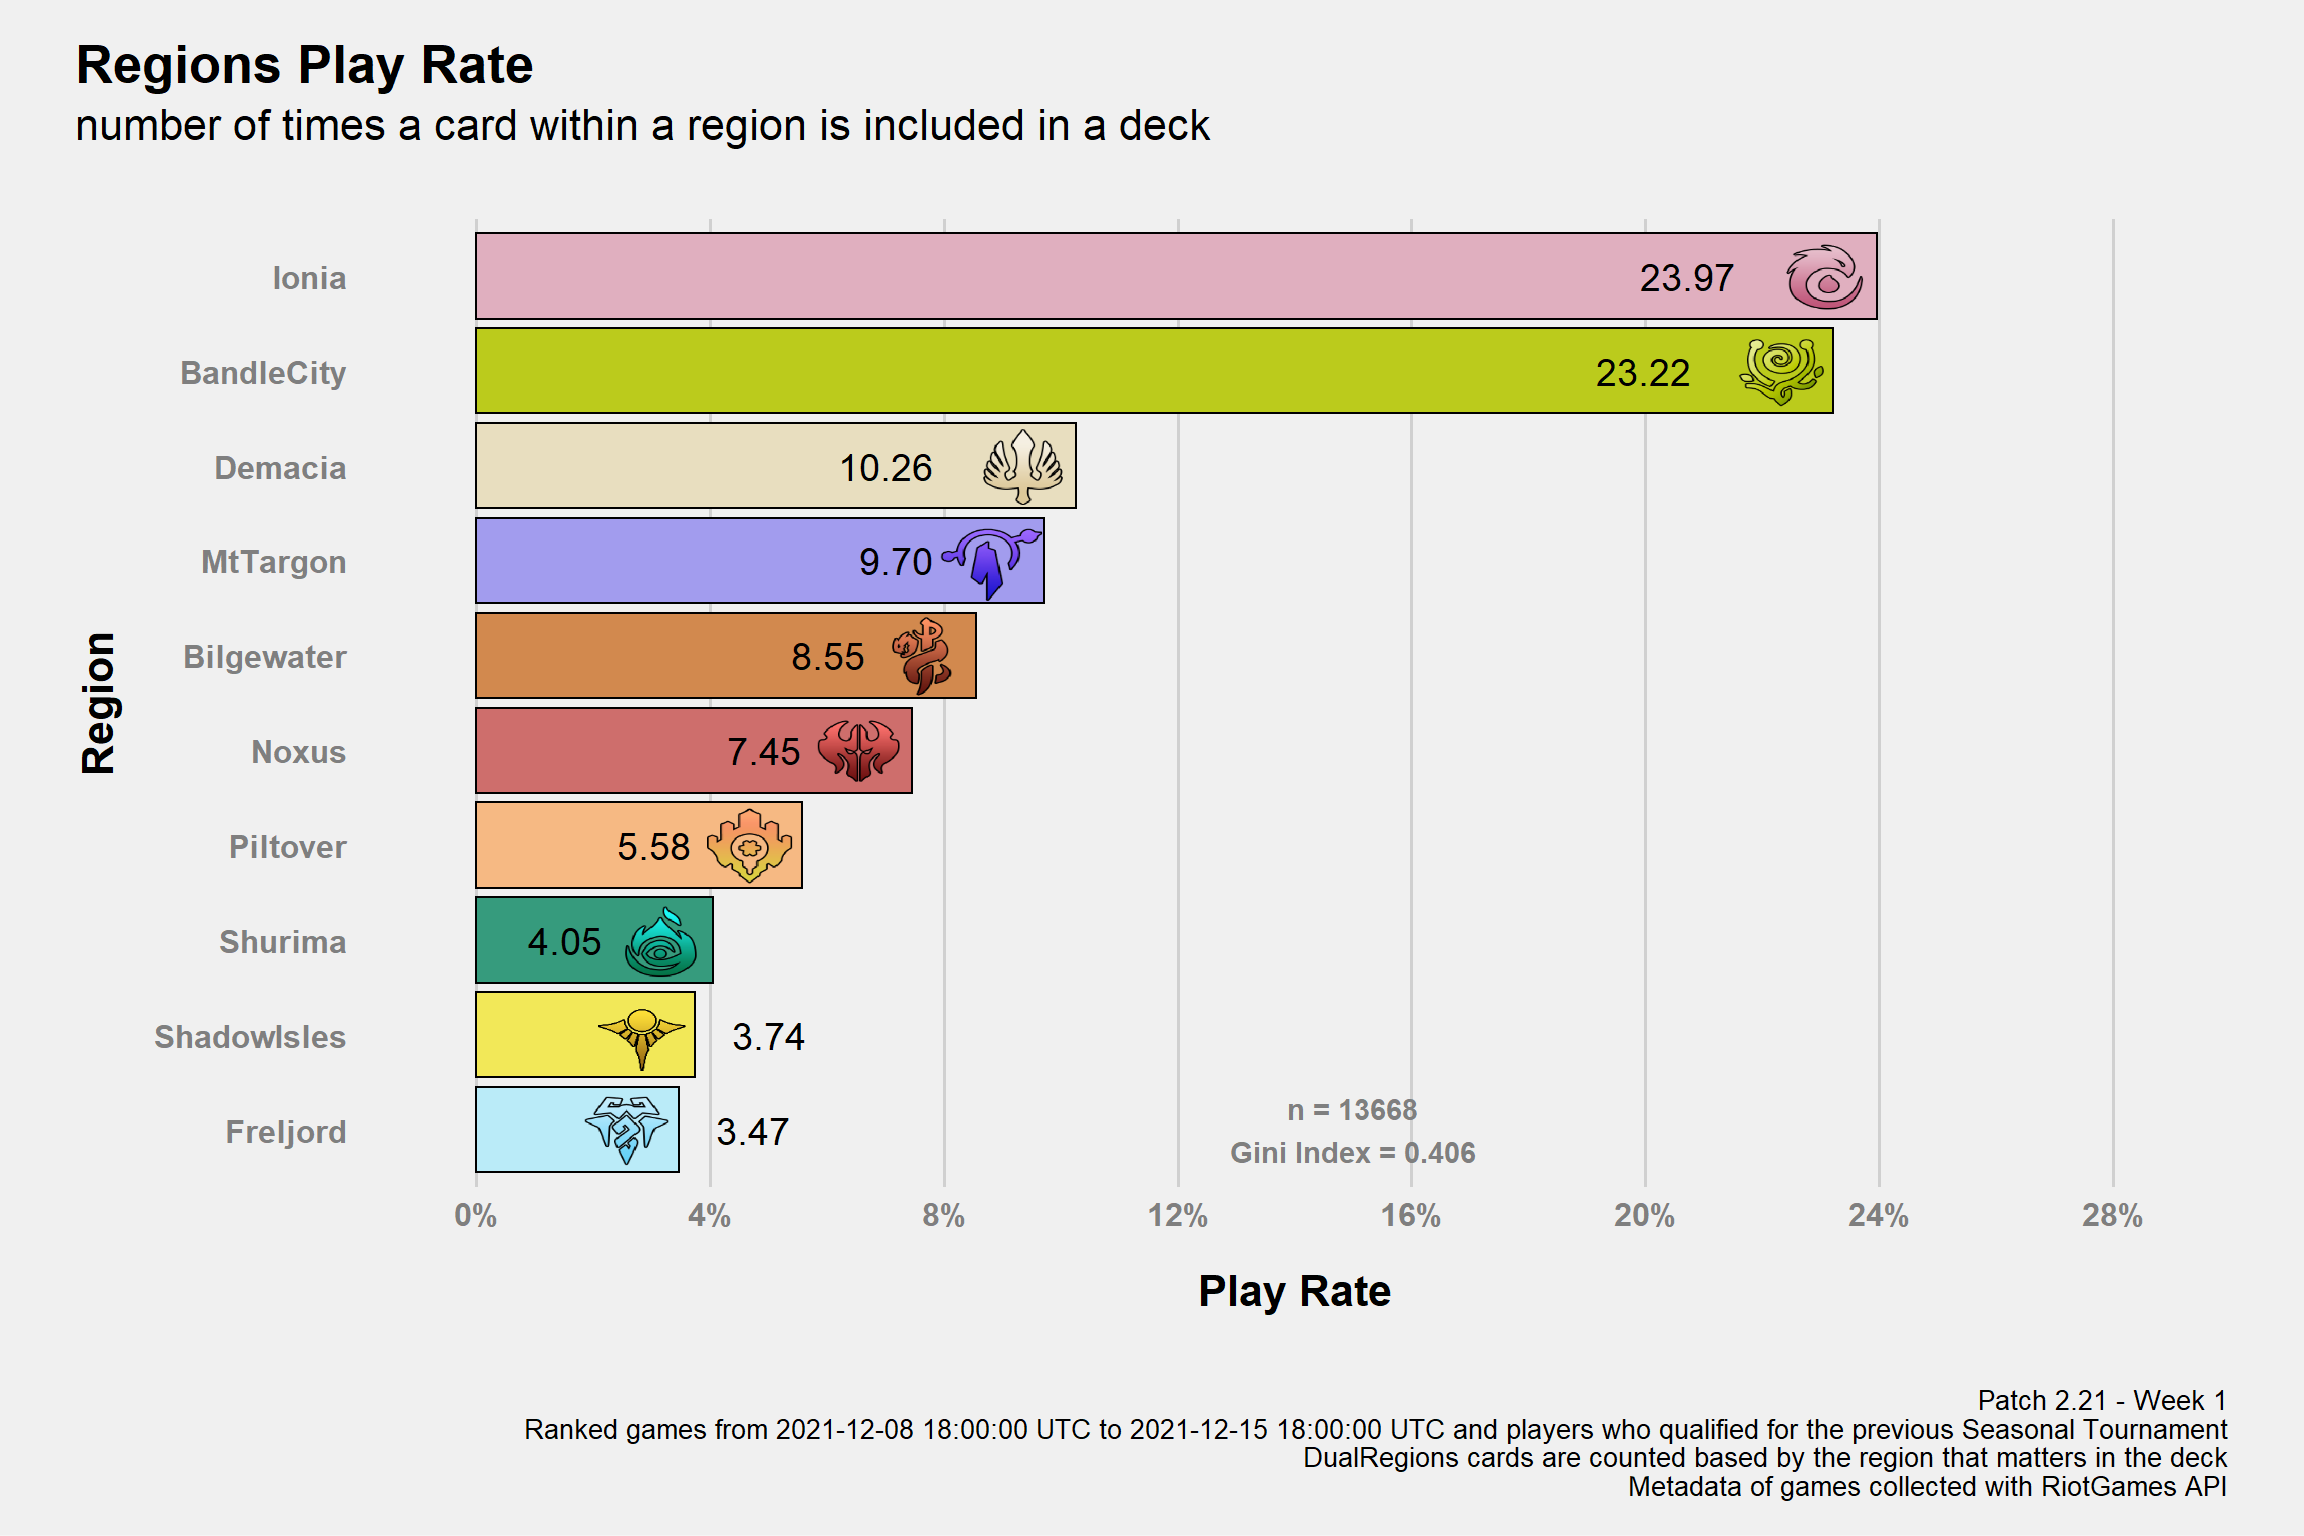 Regions Play Rate
number of times a card within a region is included in a deck
Region
Ionia 23.97
BandleCity 23.22
Demacia 10.26
MtTargon 9.70
Bilgewater 8.55
Noxus 7.45
Piltover 5.58
Shurima 4.05
ShadowIsles 3.74
Freljord 3.47
n = 13668
Gini Index = 0.406
0% 4% 8% 12% 16% 20% 24% 28%
Play Rate
Patch 2.21 - Week 1
Ranked games from 2021-12-08 18:00:00 UTC to 2021-12-15 18:00:00 UTC and players who qualified for the previous Seasonal Tournament
DualRegions cards are counted based by the region that matters in the deck
Metadata of games collected with RiotGames API